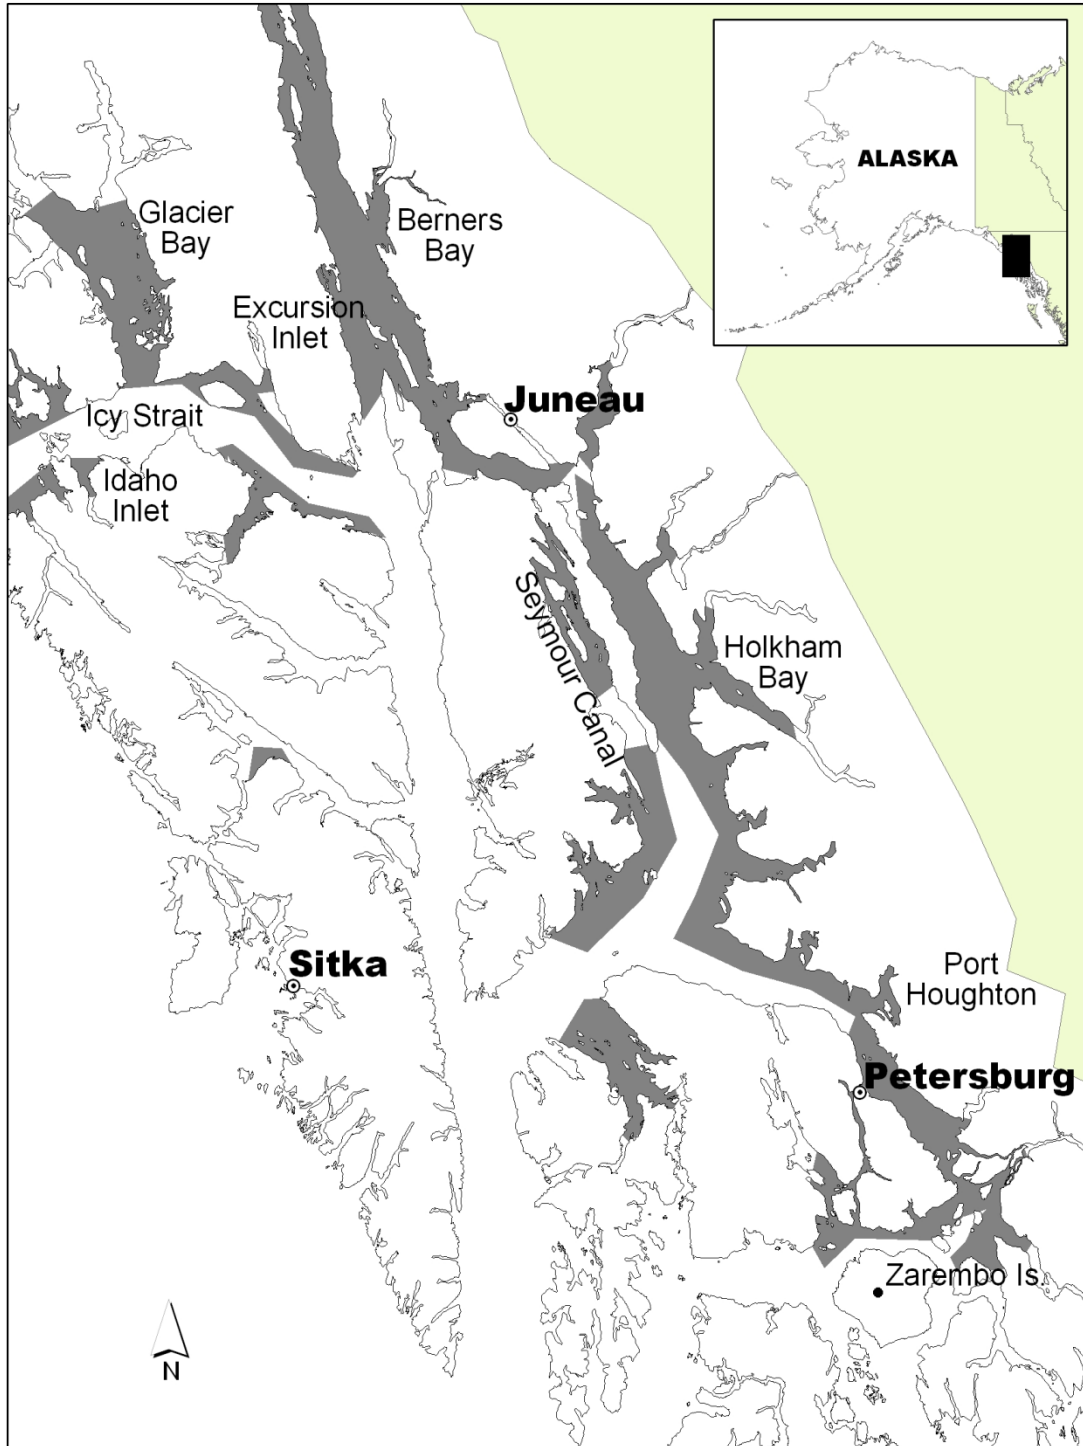 ALASKA
Glacier
Bay
Berners
Bay
Excursion
Inlet
Juneau
Icy Strait
Idaho
Inlet
Seymour Canal
Holkham
Bay
Sitka
Port
Houghton
Petersburg
Zarembo Is.
N